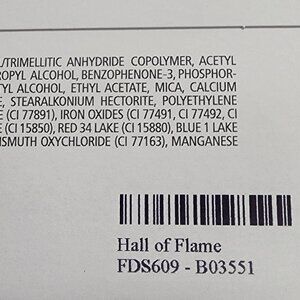 /TRIMELLITIC ANHYDRIDE COPOLYMER, ACETYL
ROPYL ALCOHOL, BENZOPHENONE-3, PHOSPHOR-
TYL ALCOHOL, ETHYL ACETATE, MICA, CALCIUM
E, STEARALKONIUM HECTORITE, POLYETHYLENE
E (CI 77891), IRON OXIDES (CI 77491, 77492, CI
E (CI 15850), RED 34 LAKE (CI 15880), BLUE 1 LAKE
ISMUTH OXYCHLORIDE (CI 77163), MANGANESE
Hall of Flame
FDS609 - B03551